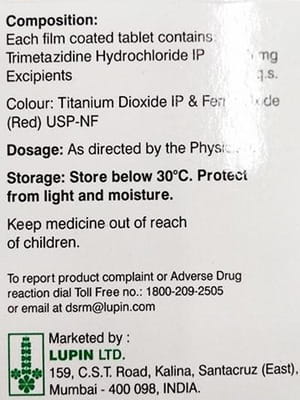 Composition:
Each film coated tablet contains:
Trimetazidine Hydrochloride IP mg
Excipients q.s.
Colour: Titanium Dioxide IP &
(Red) USP-NF
Dosage: As directed by the
Storage: Store below 30°C. Protect
from light and moisture.
Keep medicine out of reach
of children.
To report product complaint or Adverse Drug
reaction dial Toll Free no.: 1800-209-2505
or email at dsrm@lupin.com
Marketed by :
LUPIN LTD.
159, C.S.T. Road, Kalina, Santacruz (East),
Mumbai - 400 098, INDIA.